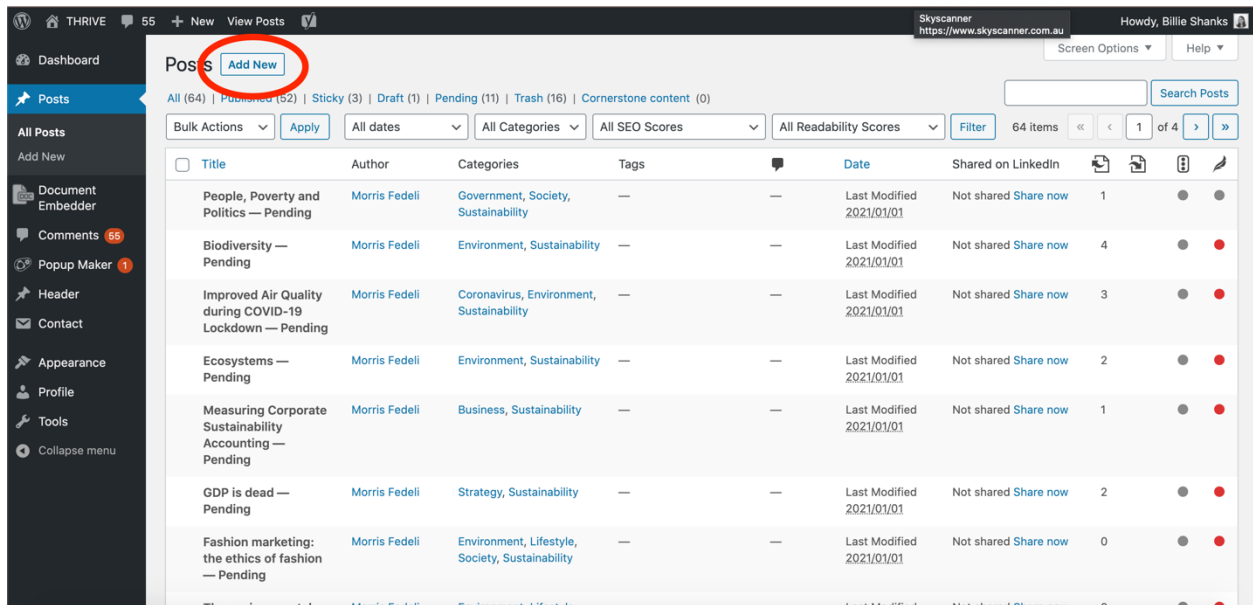 THRIVE 55 + New View Posts
Skyscanner
https://www.skyscanner.com.au
Howdy, Billie Shanks
Dashboard
Posts
All Posts
Add New
Document
Embedder
Comments 55
Popup Maker 1
Header
Contact
Appearance
Profile
Tools
Collapse menu
Screen Options ▼ Help ▼
Posts Add New
All (64) | Published (52) | Sticky (3) | Draft (1) | Pending (11) | Trash (16) | Cornerstone content (0)
Search Posts
Bulk Actions Apply All dates All Categories All SEO Scores All Readability Scores Filter 64 items « ‹ 1 of 4 › »
Title Author Categories Tags Date Shared on LinkedIn
People, Poverty and Morris Fedeli Government, Society, — — Last Modified Not shared Share now 1
Politics — Pending Sustainability 2021/01/01
Biodiversity — Morris Fedeli Environment, Sustainability — — Last Modified Not shared Share now 4
Pending 2021/01/01
Improved Air Quality Morris Fedeli Coronavirus, Environment, — — Last Modified Not shared Share now 3
during COVID-19 Sustainability 2021/01/01
Lockdown — Pending
Ecosystems — Morris Fedeli Environment, Sustainability — — Last Modified Not shared Share now 2
Pending 2021/01/01
Measuring Corporate Morris Fedeli Business, Sustainability — — Last Modified Not shared Share now 1
Sustainability 2021/01/01
Accounting —
Pending
GDP is dead — Morris Fedeli Strategy, Sustainability — — Last Modified Not shared Share now 2
Pending 2021/01/01
Fashion marketing: Morris Fedeli Environment, Lifestyle, — — Last Modified Not shared Share now 0
the ethics of fashion Society, Sustainability 2021/01/01
— Pending